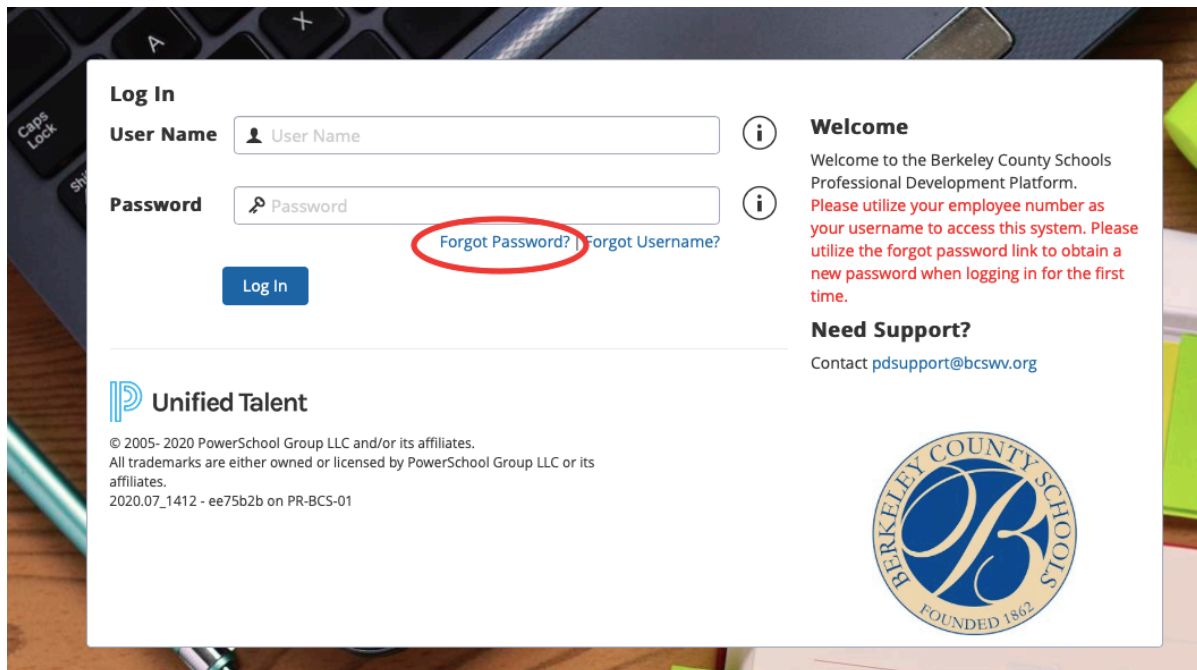 A
X
Caps
Lock
Log In
User Name
User Name
i
Password
Password
i
Forgot Password? | Forgot Username?
Log In
Unified Talent
© 2005- 2020 PowerSchool Group LLC and/or its affiliates.
All trademarks are either owned or licensed by PowerSchool Group LLC or its
affiliates.
2020.07_1412 - ee75b2b on PR-BCS-01
Welcome
Welcome to the Berkeley County Schools
Professional Development Platform.
Please utilize your employee number as
your username to access this system. Please
utilize the forgot password link to obtain a
new password when logging in for the first
time.
Need Support?
Contact pdsupport@bcswv.org
BERKELEY COUNTY SCHOOLS
B
FOUNDED 1862